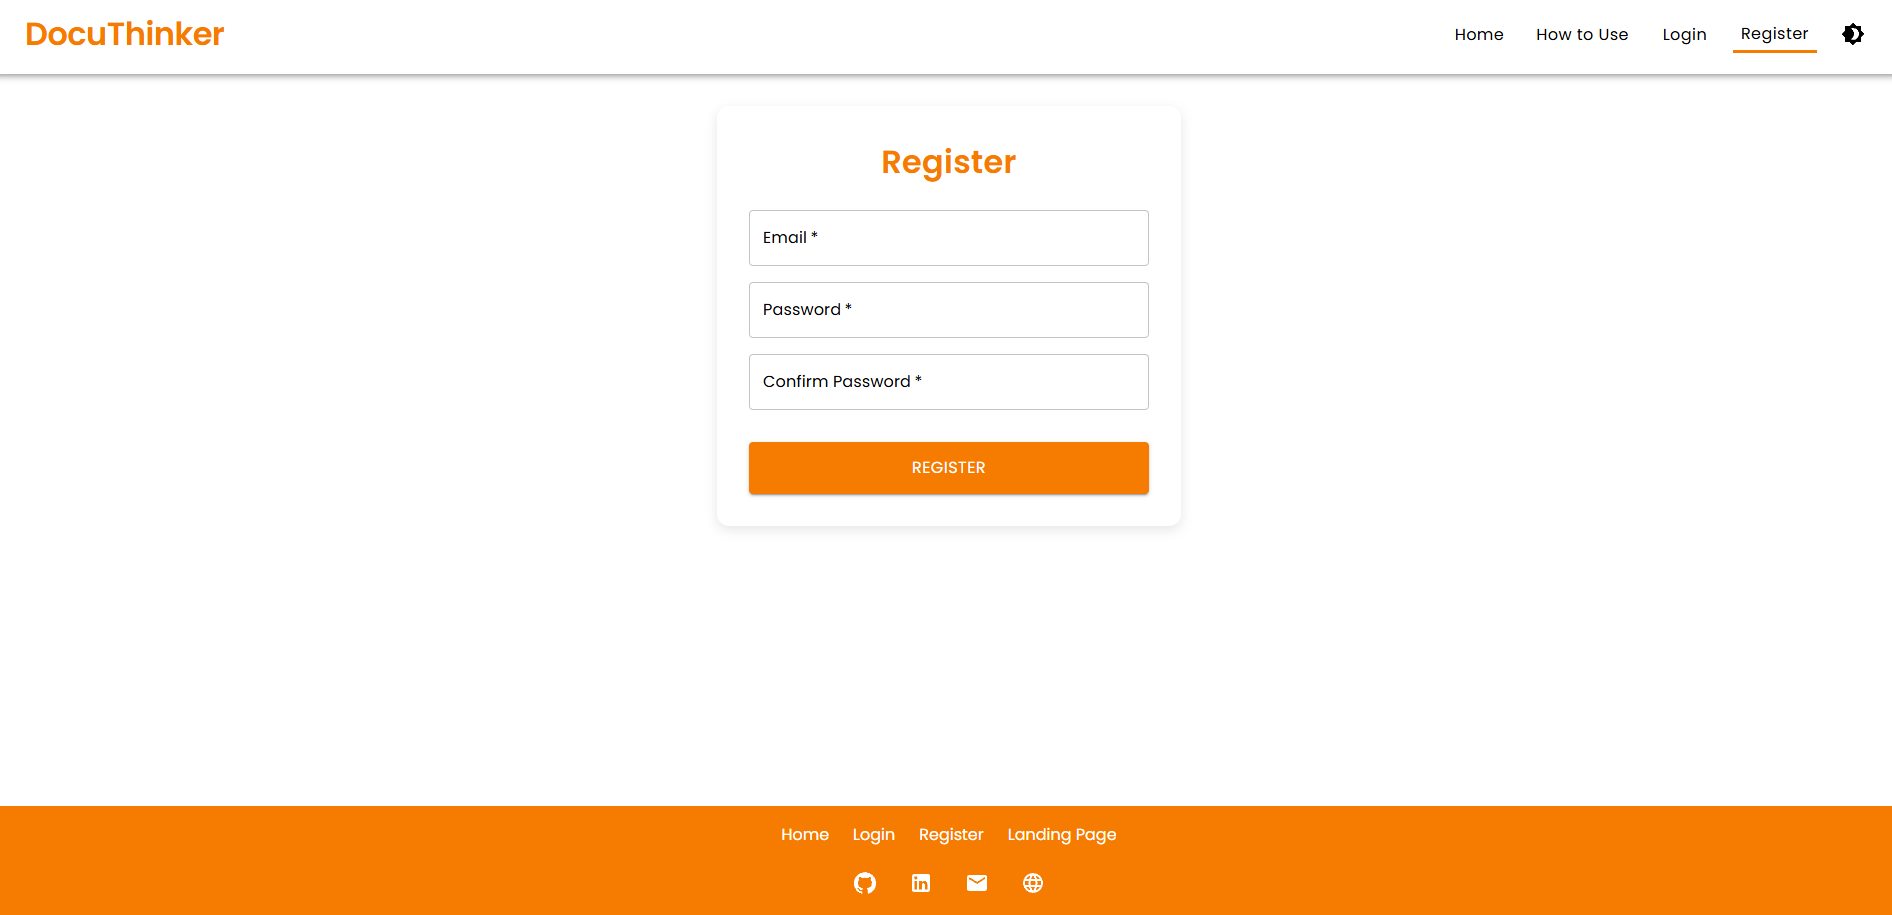 DocuThinker
Home How to Use Login Register
Register
Email *
Password *
Confirm Password *
REGISTER
Home Login Register Landing Page